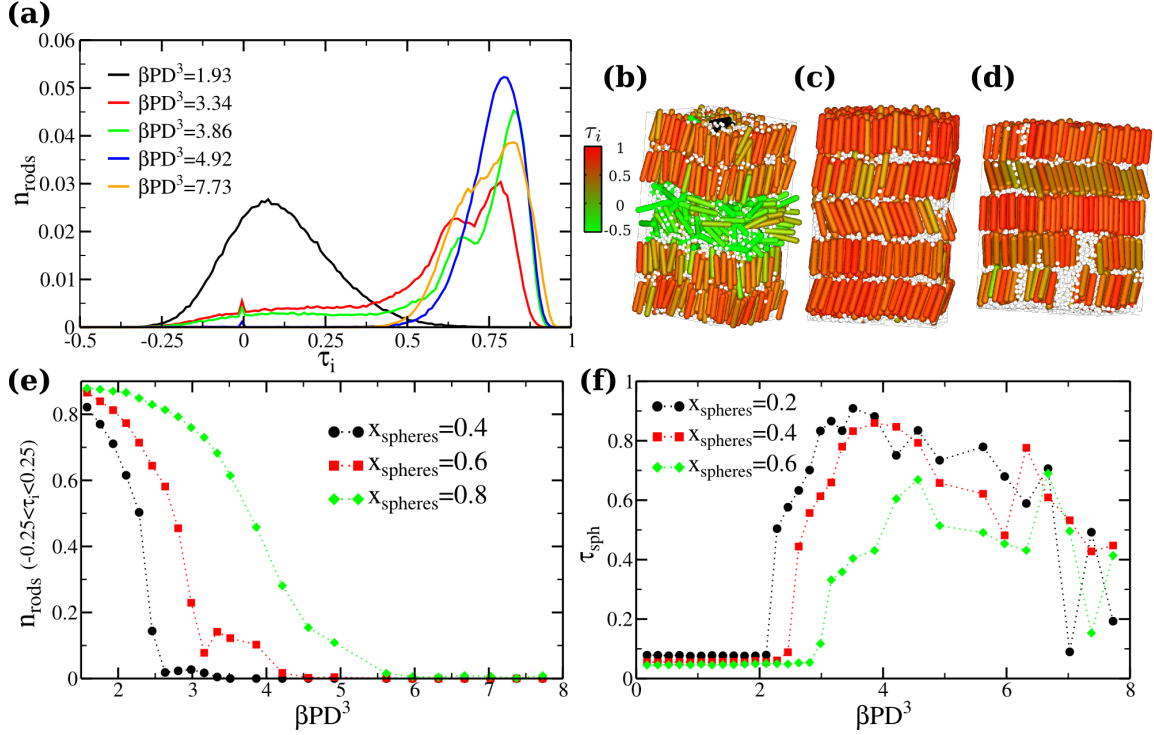 (a)
0.06
0.05
0.04
0.03
0.02
0.01
0
n_rods
βPD³=1.93
βPD³=3.34
βPD³=3.86
βPD³=4.92
βPD³=7.73
-0.5 -0.25 0 0.25 0.5 0.75 1
τ_i
(b) (c) (d)
τ_i
1
0.5
0
-0.5
(e)
0.8
0.6
0.4
0.2
0
n_rods (-0.25<τ_i<0.25)
x_spheres=0.4
x_spheres=0.6
x_spheres=0.8
2 3 4 5 6 7 8
βPD³
(f)
1
0.8
0.6
0.4
0.2
0
τ_sph
x_spheres=0.2
x_spheres=0.4
x_spheres=0.6
0 2 4 6 8
βPD³